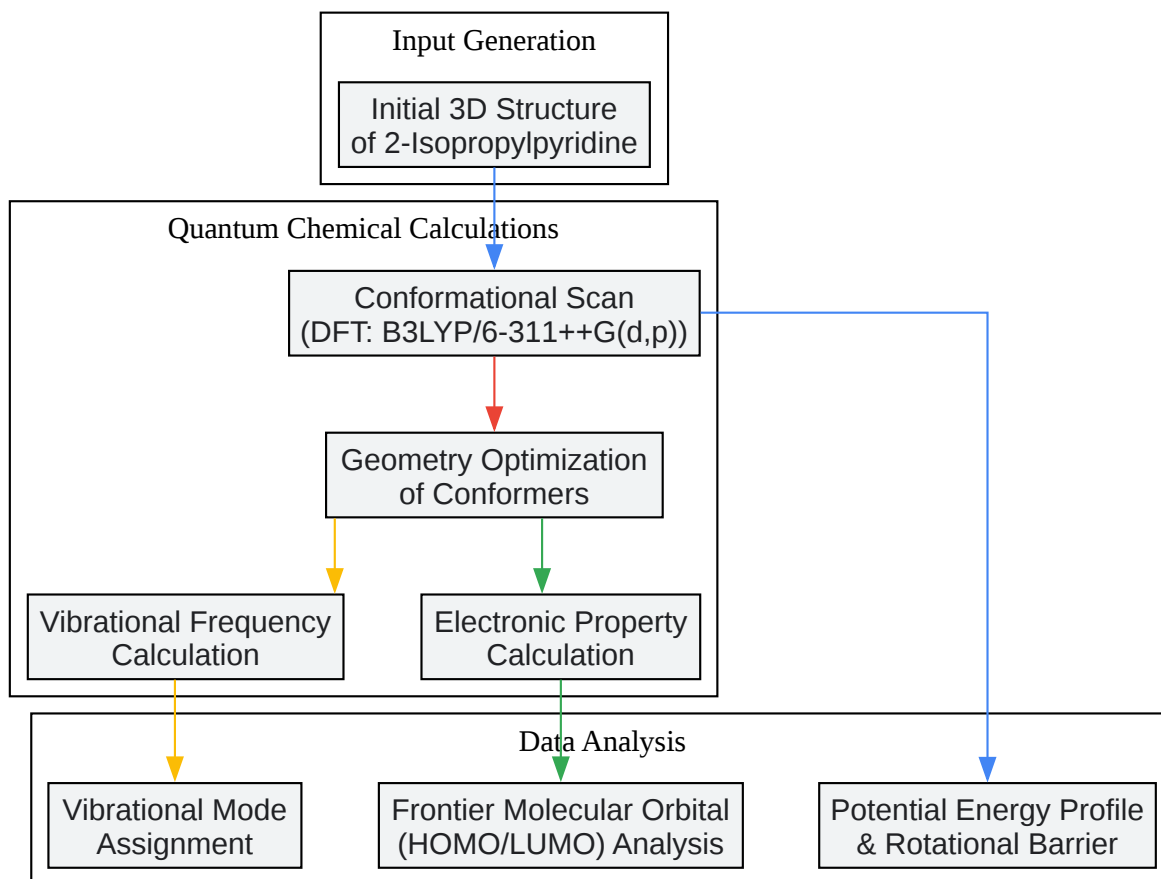 Input Generation
Initial 3D Structure
of 2-Isopropylpyridine
Quantum Chemical Calculations
Conformational Scan
(DFT: B3LYP/6-311++G(d,p))
Geometry Optimization
of Conformers
Vibrational Frequency
Calculation
Electronic Property
Calculation
Data Analysis
Vibrational Mode
Assignment
Frontier Molecular Orbital
(HOMO/LUMO) Analysis
Potential Energy Profile
& Rotational Barrier